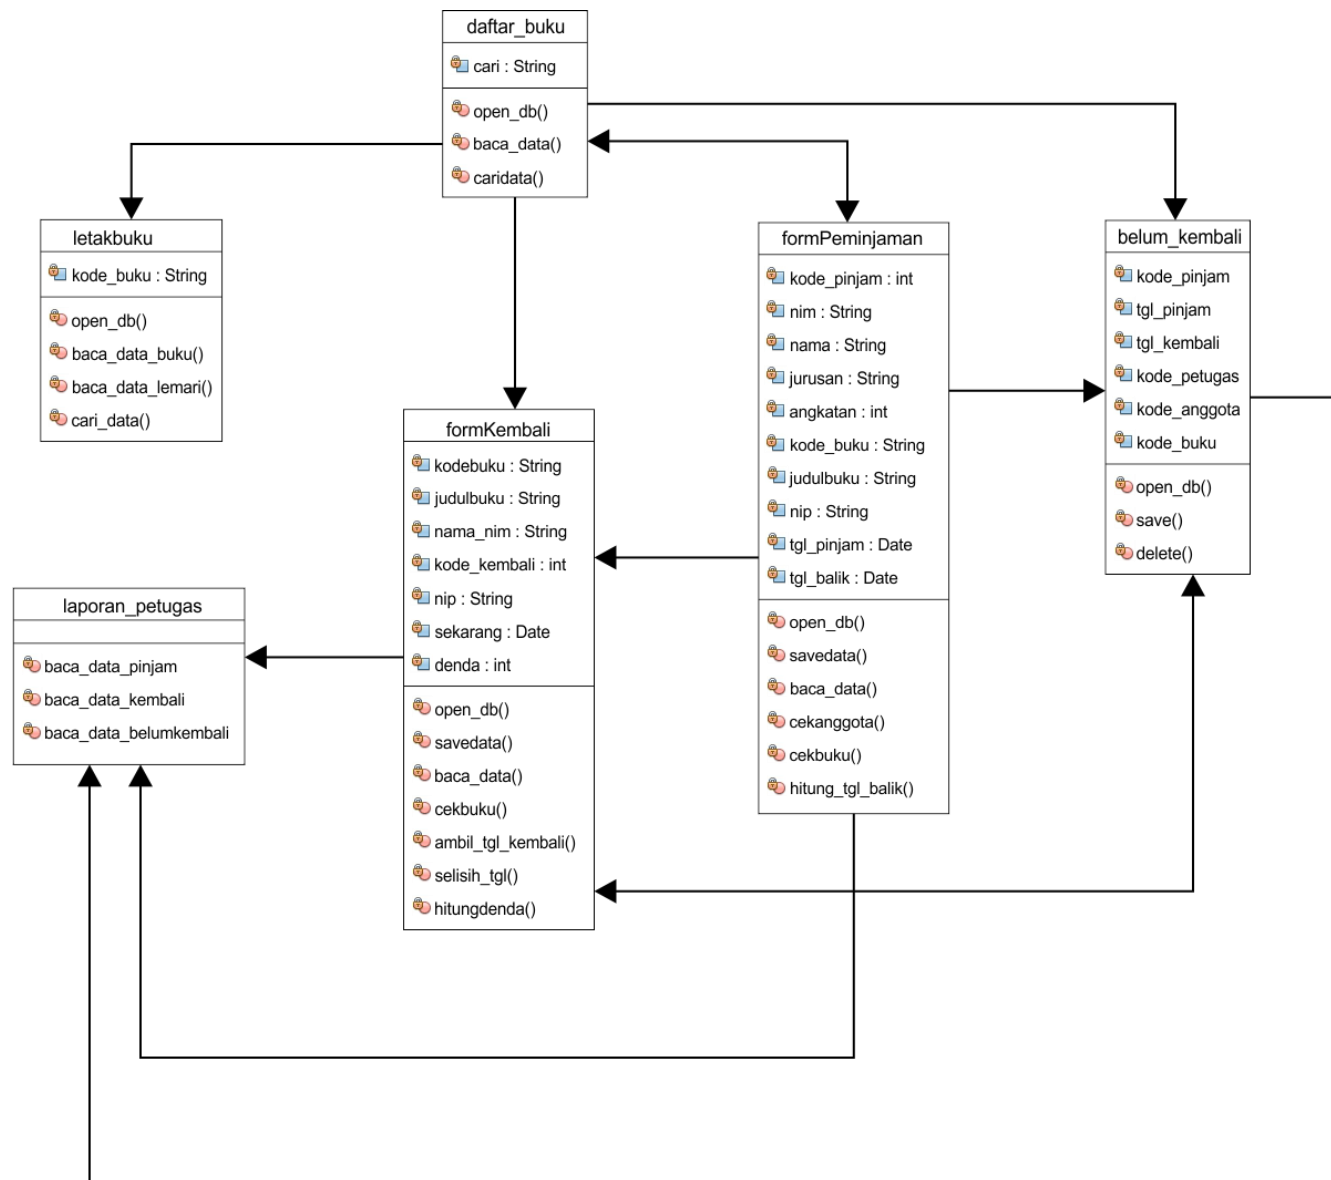 daftar_buku
cari : String
open_db()
baca_data()
caridata()
letakbuku
kode_buku : String
open_db()
baca_data_buku()
baca_data_lemari()
cari_data()
formPeminjaman
kode_pinjam : int
nim : String
nama : String
jurusan : String
angkatan : int
kode_buku : String
judulbuku : String
nip : String
tgl_pinjam : Date
tgl_balik : Date
open_db()
savedata()
baca_data()
cekanggota()
cekbuku()
hitung_tgl_balik()
belum_kembali
kode_pinjam
tgl_pinjam
tgl_kembali
kode_petugas
kode_anggota
kode_buku
open_db()
save()
delete()
formKembali
kodebuku : String
judulbuku : String
nama_nim : String
kode_kembali : int
nip : String
sekarang : Date
denda : int
open_db()
savedata()
baca_data()
cekbuku()
ambil_tgl_kembali()
selisih_tgl()
hitungdenda()
laporan_petugas
baca_data_pinjam
baca_data_kembali
baca_data_belumkembali